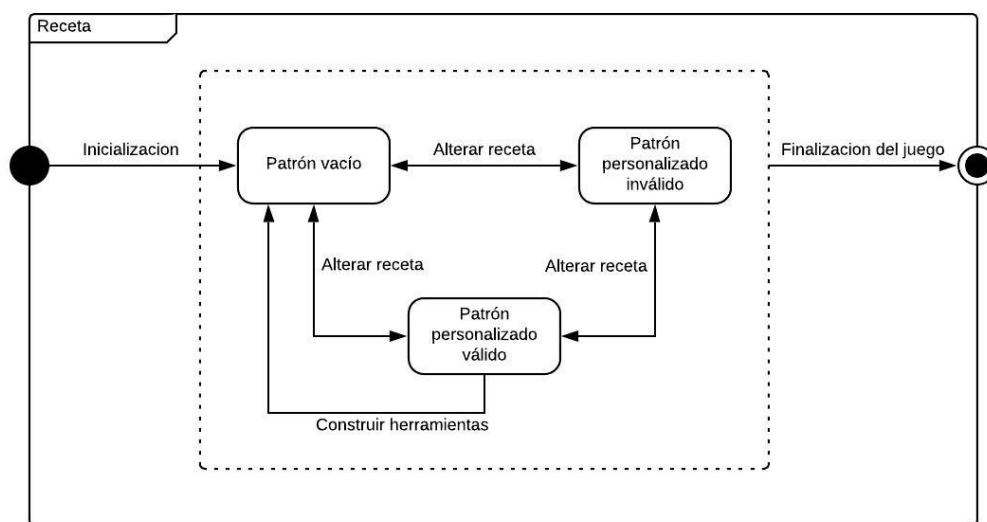 Receta
Inicializacion
Patrón vacío
Alterar receta
Patrón
personalizado
inválido
Finalizacion del juego
Alterar receta
Alterar receta
Patrón
personalizado
válido
Construir herramientas